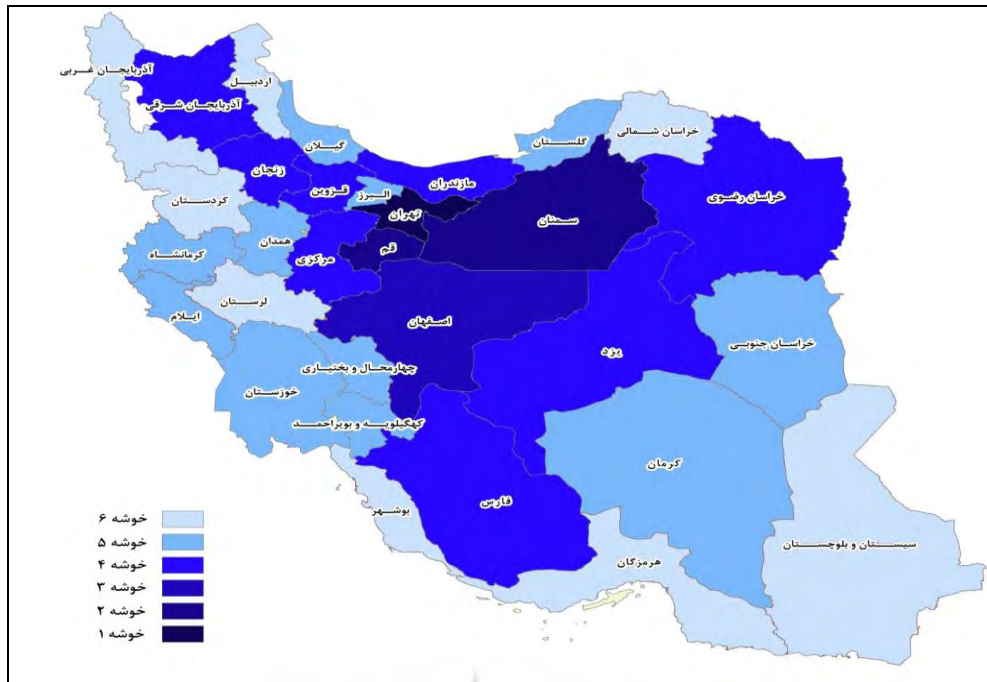 آذربایجان غربی
اردبیل
آذربایجان شرقی
گیلان
گلستان
خراسان شمالی
زنجان
قزوین
البرز
مازندران
خراسان رضوی
کردستان
تهران
سمنان
همدان
قم
کرمانشاه
مرکزی
لرستان
ایلام
اصفهان
یزد
خراسان جنوبی
چهارمحال و بختیاری
خوزستان
کهگیلویه و بویراحمد
کرمان
فارس
بوشهر
هرمزگان
سیستان و بلوچستان
خوشه ۶
خوشه ۵
خوشه ۴
خوشه ۳
خوشه ۲
خوشه ۱